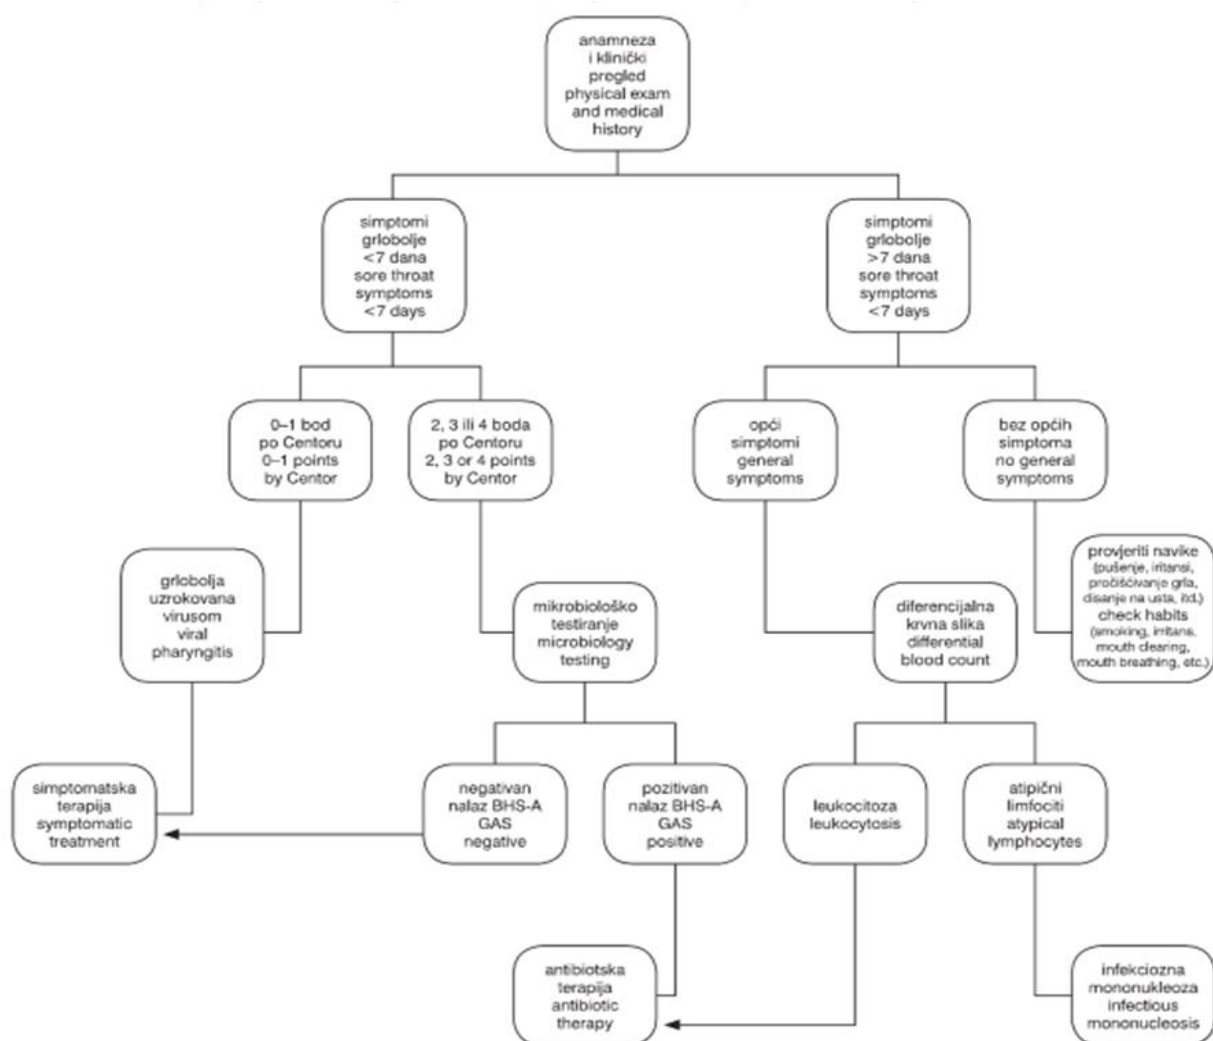 anamneza
i klinički
pregled
physical exam
and medical
history
simptomi
grlobolje
<7 dana
sore throat
symptoms
<7 days
simptomi
grlobolje
>7 dana
sore throat
symptoms
<7 days
0–1 bod
po Centoru
0–1 points
by Centor
2, 3 ili 4 boda
po Centoru
2, 3 or 4 points
by Centor
opći
simptomi
general
symptoms
bez općih
simptoma
no general
symptoms
grlobolja
uzrokovana
virusom
viral
pharyngitis
mikrobiološko
testiranje
microbiology
testing
diferencijalna
krvna slika
differential
blood count
provjeriti navike
(pušenje, iritansi,
pročišćivanje grla,
disanje na usta, itd.)
check habits
(smoking, irritans,
mouth clearing,
mouth breathing, etc.)
simptomatska
terapija
symptomatic
treatment
negativan
nalaz BHS-A
GAS
negative
pozitivan
nalaz BHS-A
GAS
positive
leukocitoza
leukocytosis
atipični
limfociti
atypical
lymphocytes
antibiotska
terapija
antibiotic
therapy
infekciozna
mononukleoza
infectious
mononucleosis